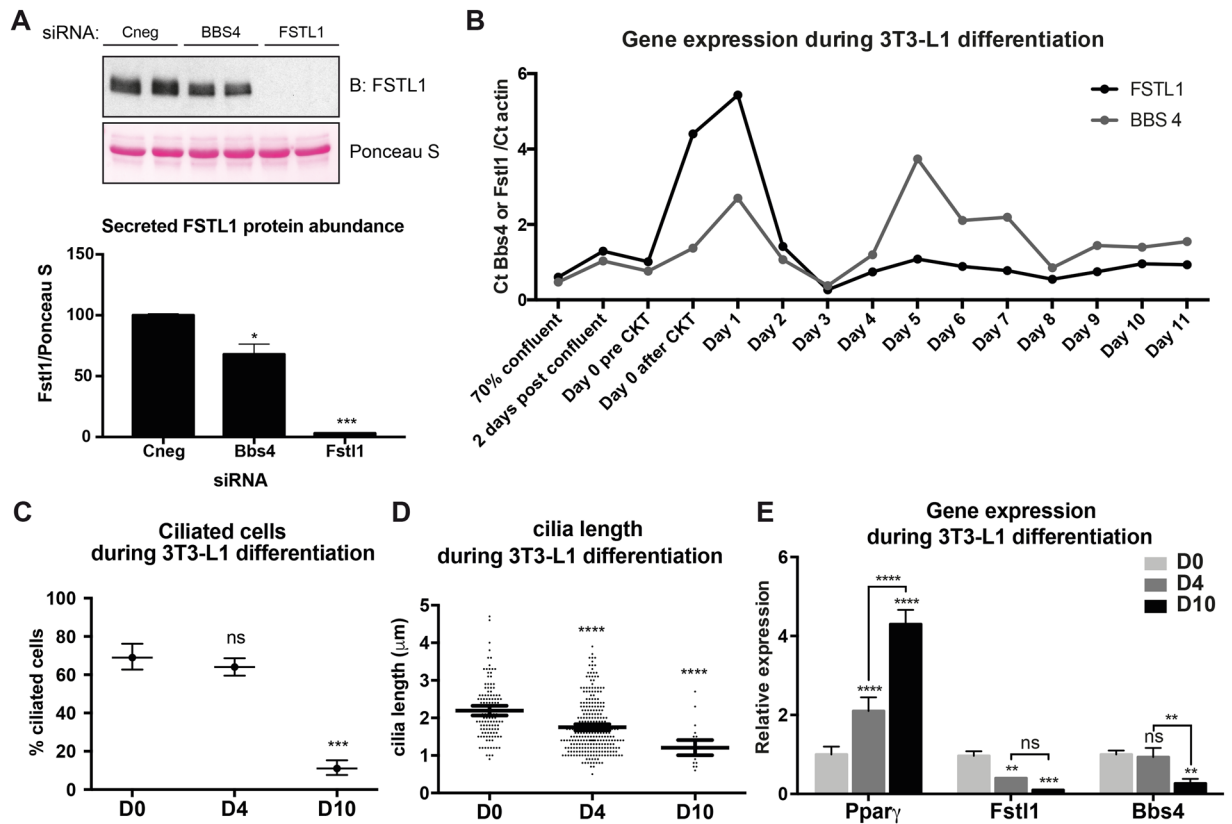 A
siRNA: Cneg BBS4 FSTL1
B: FSTL1
Ponceau S
Secreted FSTL1 protein abundance
Fstl1/Ponceau S
150
100
50
0
*
***
Cneg Bbs4 Fstl1
siRNA
B
Gene expression during 3T3-L1 differentiation
Ct Bbs4 or Fstl1 /Ct actin
6
4
2
0
FSTL1
BBS 4
70% confluent
2 days post confluent
Day 0 pre CKT
Day 0 after CKT
Day 1
Day 2
Day 3
Day 4
Day 5
Day 6
Day 7
Day 8
Day 9
Day 10
Day 11
C
Ciliated cells
during 3T3-L1 differentiation
% ciliated cells
100
80
60
40
20
0
ns
***
D0 D4 D10
D
cilia length
during 3T3-L1 differentiation
cilia length (μm)
5
4
3
2
1
0
****
****
D0 D4 D10
E
Gene expression
during 3T3-L1 differentiation
Relative expression
6
4
2
0
D0
D4
D10
****
****
****
ns
**
***
**
ns
**
Pparγ Fstl1 Bbs4